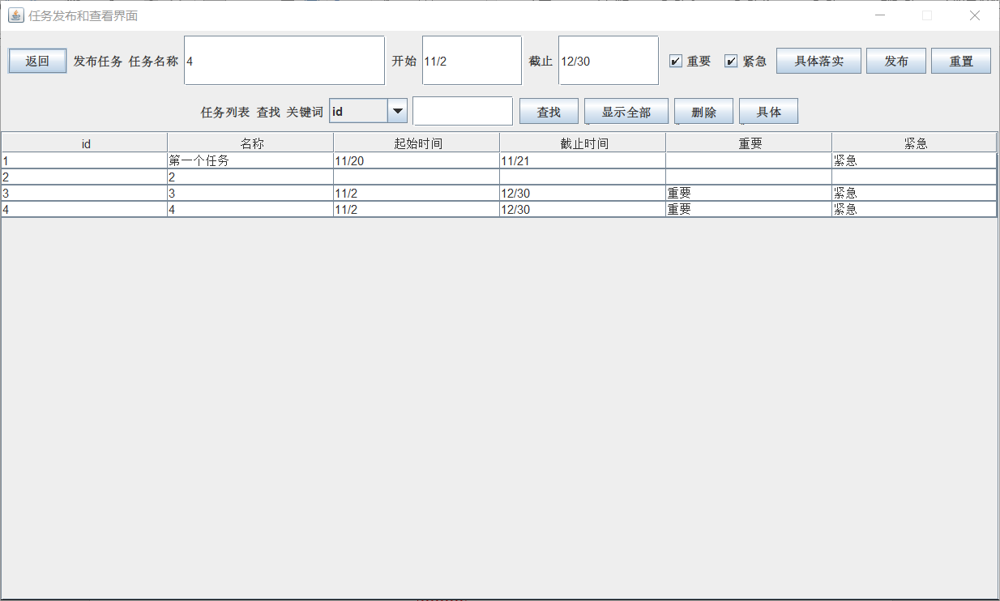 任务发布和查看界面
返回 发布任务 任务名称 4 开始 11/2 截止 12/30 重要 紧急 具体落实 发布 重置
任务列表 查找 关键词 id 查找 显示全部 删除 具体
id 名称 起始时间 截止时间 重要 紧急
1 第一个任务 11/20 11/21 紧急
2 2
3 3 11/2 12/30 重要 紧急
4 4 11/2 12/30 重要 紧急